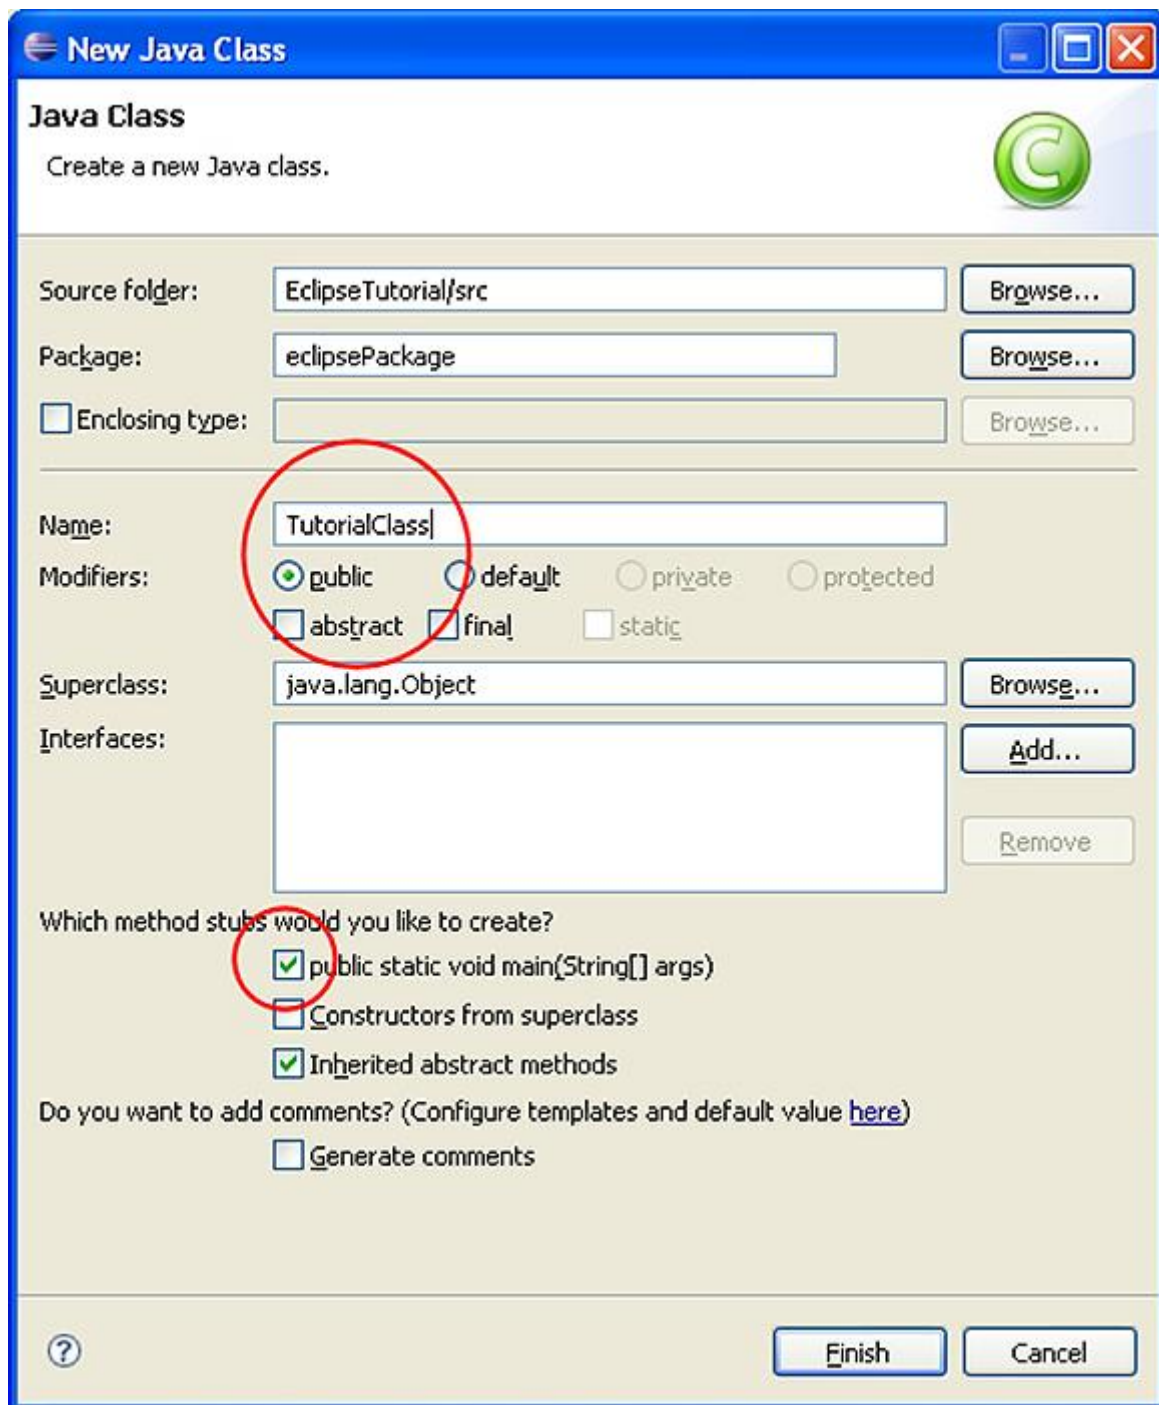 New Java Class
Java Class
Create a new Java class.
Source folder: EclipseTutorial/src Browse...
Package: eclipsePackage Browse...
Enclosing type: Browse...
Name: TutorialClass
Modifiers: public default private protected
abstract final static
Superclass: java.lang.Object Browse...
Interfaces: Add...
Remove
Which method stubs would you like to create?
public static void main(String[] args)
Constructors from superclass
Inherited abstract methods
Do you want to add comments? (Configure templates and default value here)
Generate comments
? Finish Cancel